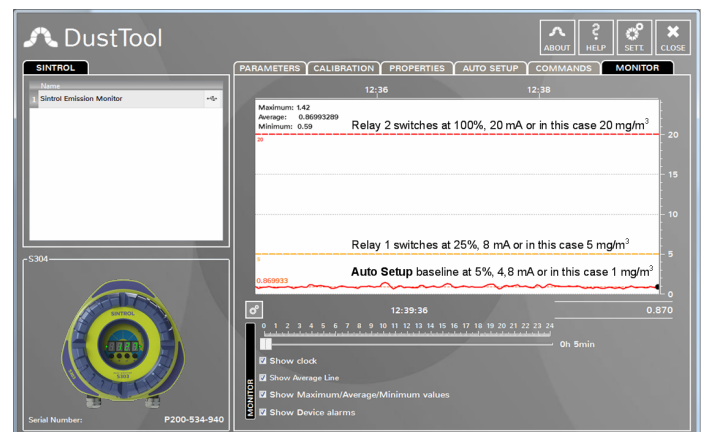 DustTool
ABOUT HELP SETT. CLOSE
SINTROL
PARAMETERS CALIBRATION PROPERTIES AUTO SETUP COMMANDS MONITOR
Name
1 Sintrol Emission Monitor
12:36 12:38
Maximum: 1.42
Average: 0.86993289
Minimum: 0.59
Relay 2 switches at 100%, 20 mA or in this case 20 mg/m³
20
20
15
10
Relay 1 switches at 25%, 8 mA or in this case 5 mg/m³
5
5
Auto Setup baseline at 5%, 4,8 mA or in this case 1 mg/m³
0.869933
0
12:39:36 0.870
0 1 2 3 4 5 6 7 8 9 10 11 12 13 14 15 16 17 18 19 20 21 22 23 24
0h 5min
MONITOR
Show clock
Show Average Line
Show Maximum/Average/Minimum values
Show Device alarms
S304
SINTROL
S303
Serial Number: P200-534-940